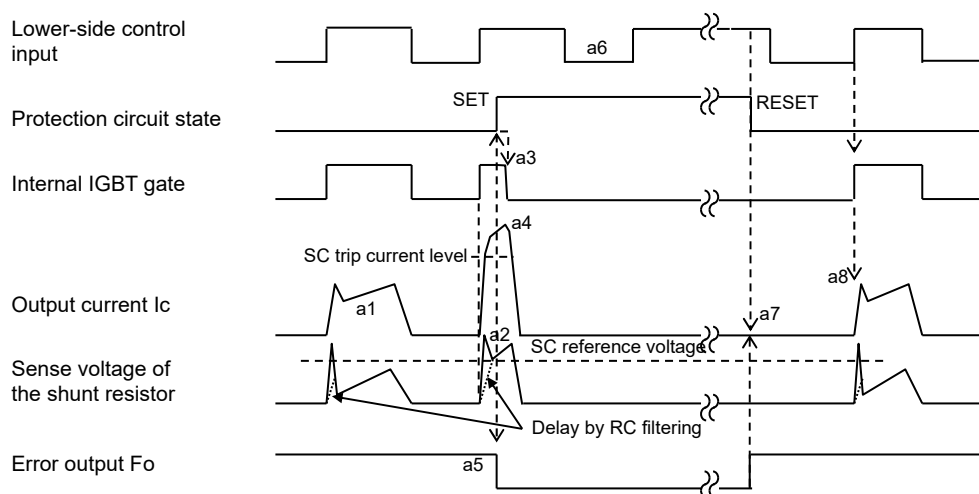 Lower-side control
input
a6
SET
RESET
Protection circuit state
a3
Internal IGBT gate
a4
SC trip current level
a8
Output current Ic
a1
a7
a2
SC reference voltage
Sense voltage of
the shunt resistor
Delay by RC filtering
Error output Fo
a5